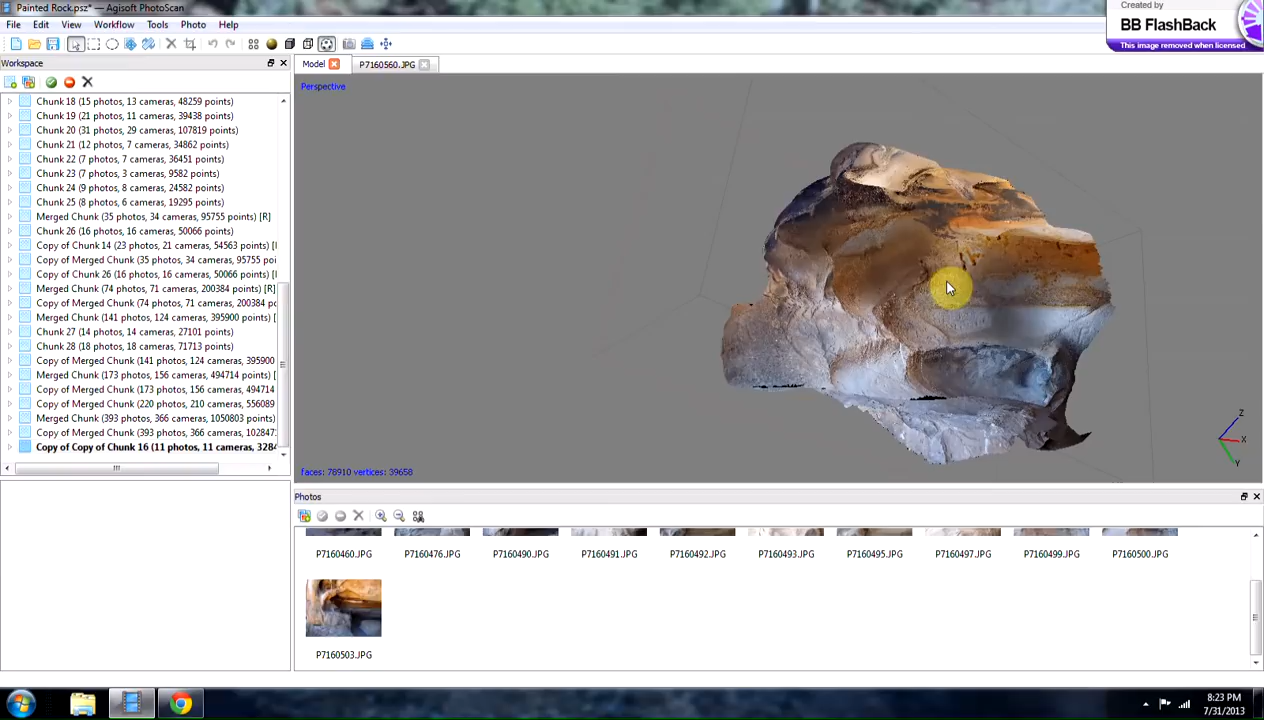 Painted Rock.psz* — Agisoft PhotoScan
Created by
BB FlashBack
This image removed when licensed
File Edit View Workflow Tools Photo Help
Workspace
Model
P7160560.JPG
Perspective
Chunk 18 (15 photos, 13 cameras, 48259 points)
Chunk 19 (21 photos, 11 cameras, 39438 points)
Chunk 20 (31 photos, 29 cameras, 107819 points)
Chunk 21 (12 photos, 7 cameras, 34862 points)
Chunk 22 (7 photos, 7 cameras, 36451 points)
Chunk 23 (7 photos, 3 cameras, 9582 points)
Chunk 24 (9 photos, 8 cameras, 24582 points)
Chunk 25 (8 photos, 6 cameras, 19295 points)
Merged Chunk (35 photos, 34 cameras, 95755 points) [R]
Chunk 26 (16 photos, 16 cameras, 50066 points)
Copy of Chunk 14 (23 photos, 21 cameras, 54563 points) [
Copy of Merged Chunk (35 photos, 34 cameras, 95755 points)
Copy of Chunk 26 (16 photos, 16 cameras, 50066 points) [
Merged Chunk (74 photos, 71 cameras, 200384 points) [R]
Copy of Merged Chunk (74 photos, 71 cameras, 200384 poin
Merged Chunk (141 photos, 124 cameras, 395900 points) [
Chunk 27 (14 photos, 14 cameras, 27101 points)
Chunk 28 (18 photos, 18 cameras, 71713 points)
Copy of Merged Chunk (141 photos, 124 cameras, 395900
Merged Chunk (173 photos, 156 cameras, 494714 points) [
Copy of Merged Chunk (173 photos, 156 cameras, 494714
Copy of Merged Chunk (220 photos, 210 cameras, 556089
Merged Chunk (393 photos, 366 cameras, 1050803 points)
Copy of Merged Chunk (393 photos, 366 cameras, 102847
Copy of Copy of Chunk 16 (11 photos, 11 cameras, 3284
Z
X
Y
faces: 78910 vertices: 39658
Photos
P7160460.JPG P7160476.JPG P7160490.JPG P7160491.JPG P7160492.JPG P7160493.JPG P7160495.JPG P7160497.JPG P7160499.JPG P7160500.JPG
P7160503.JPG
8:23 PM
7/31/2013